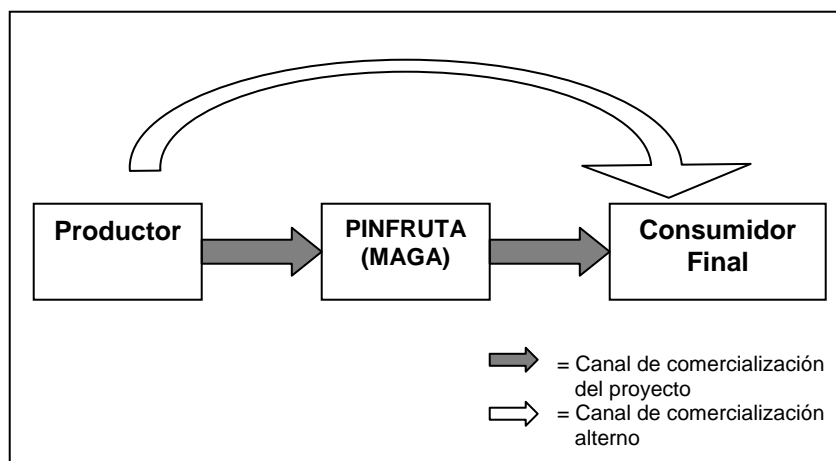 Productor
PINFRUTA
(MAGA)
Consumidor
Final
= Canal de comercialización
del proyecto
= Canal de comercialización
alterno